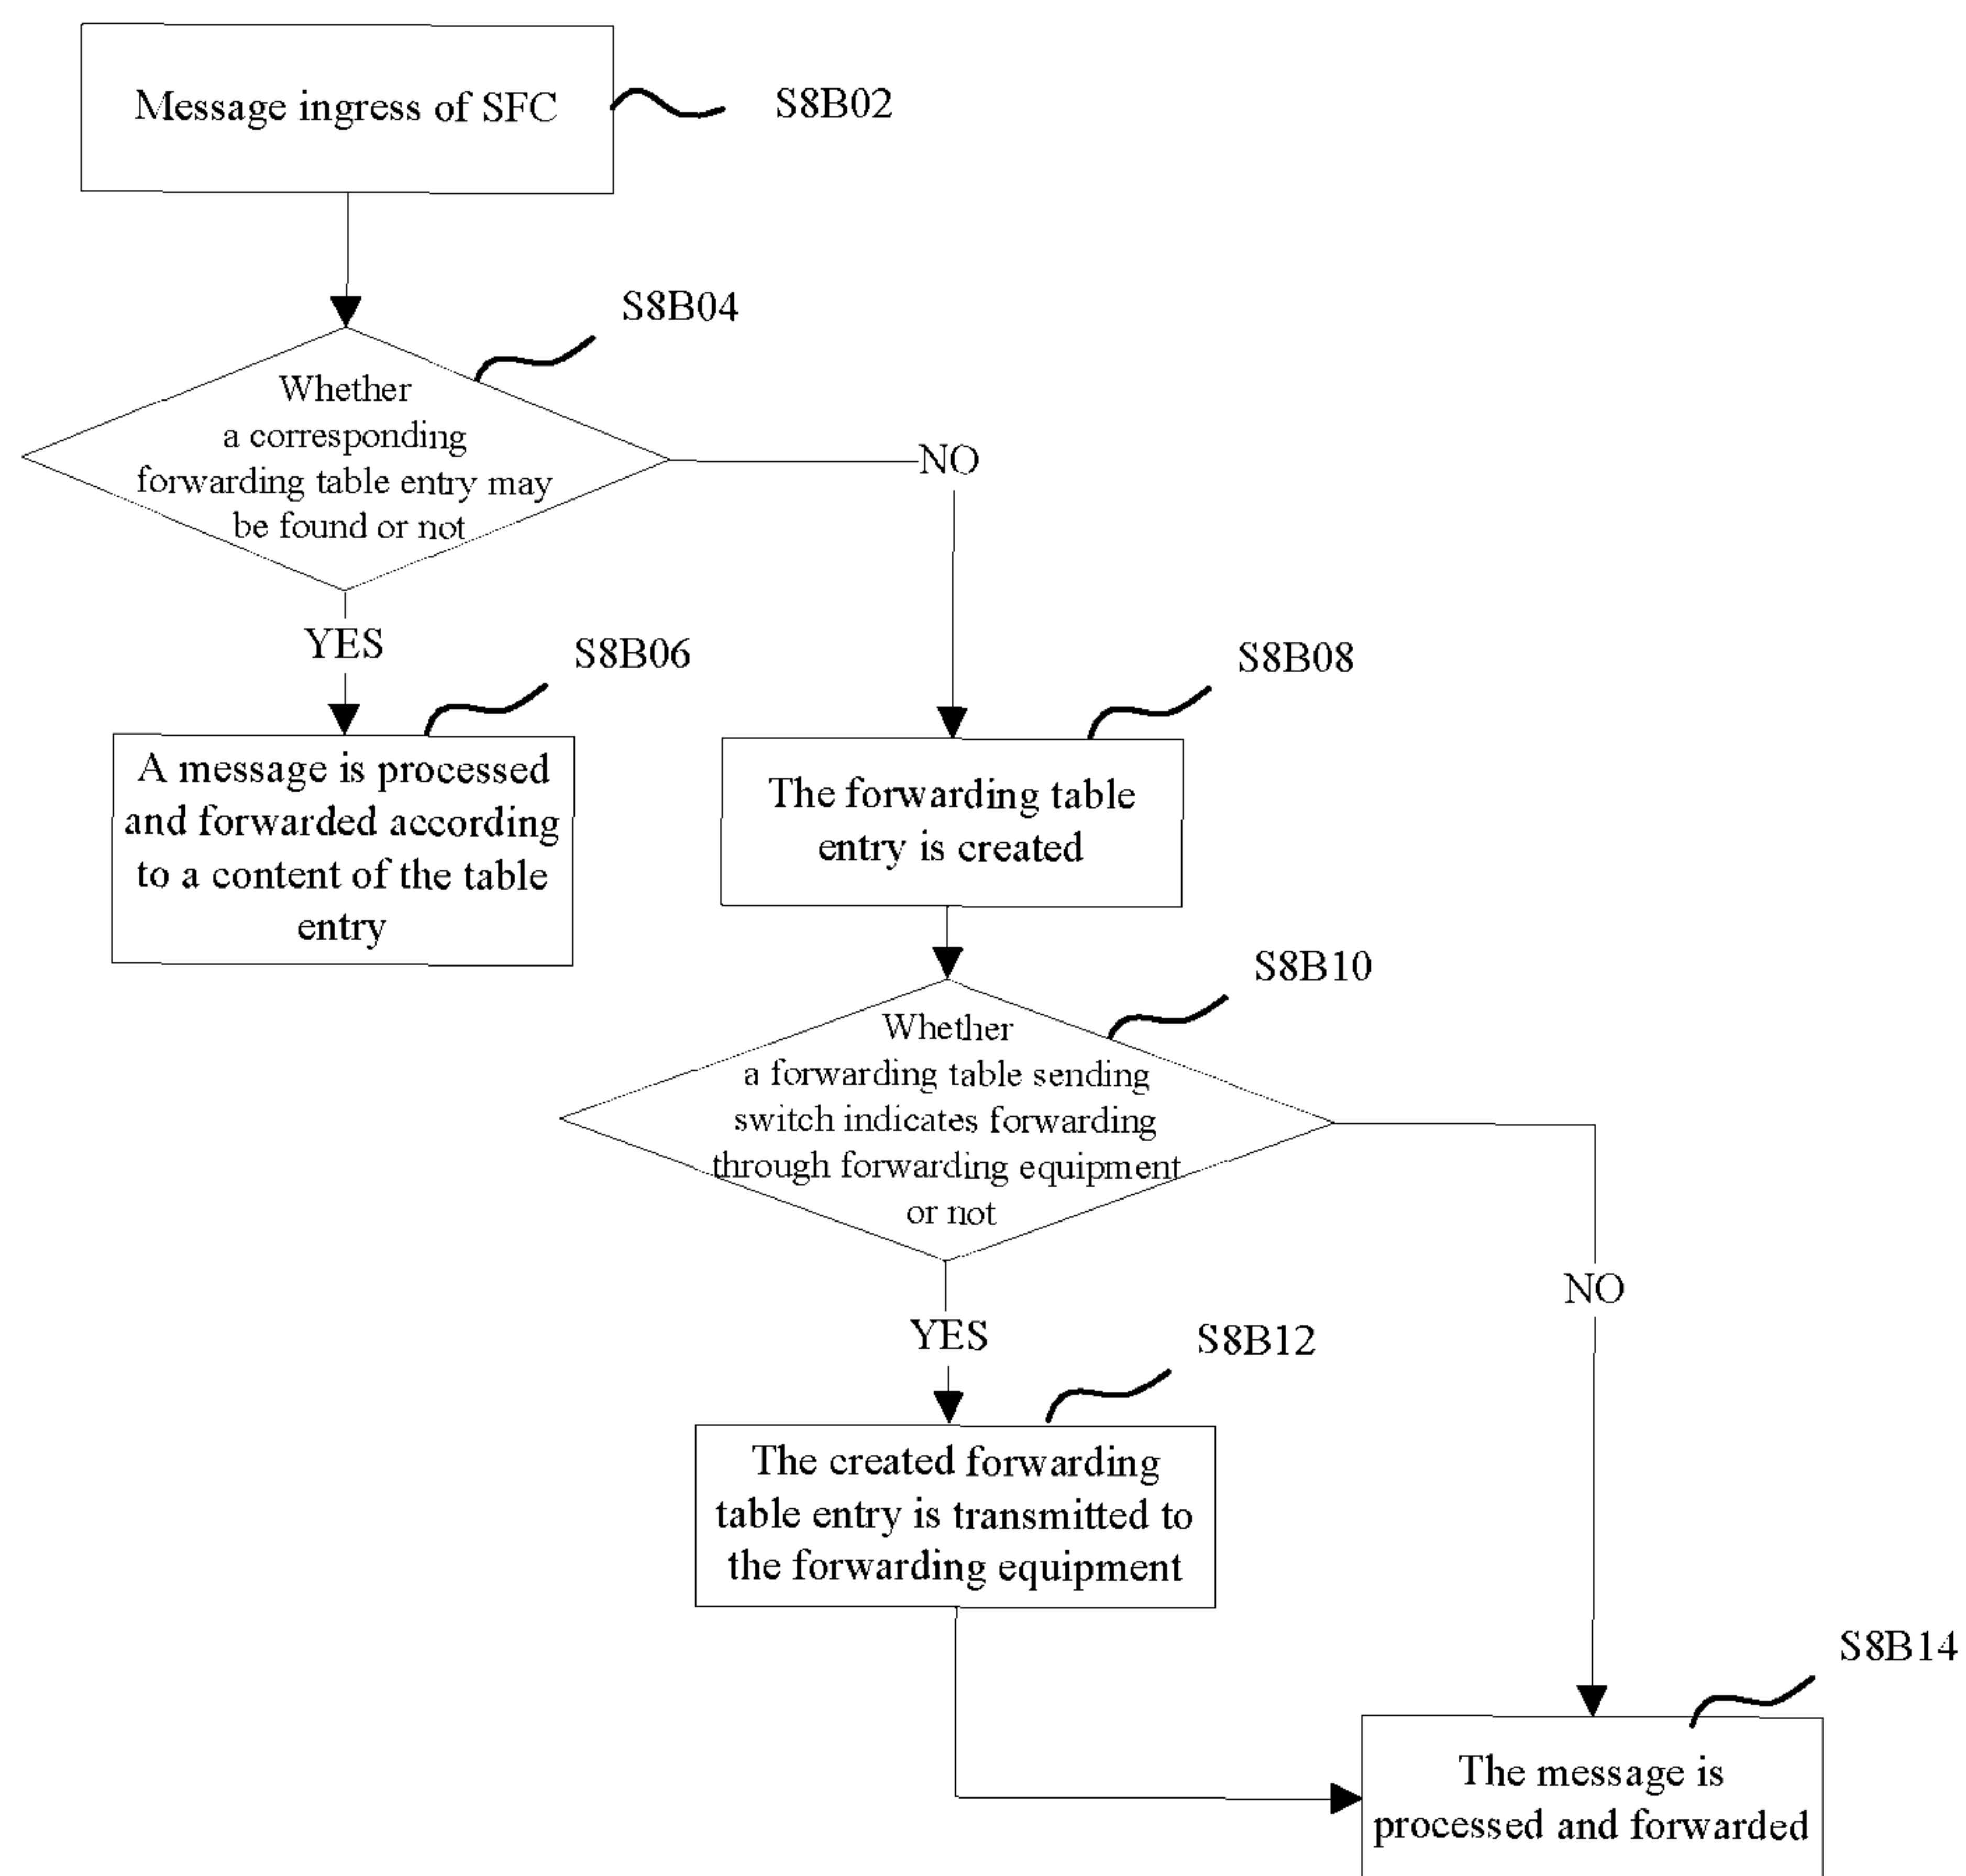 Message ingress of SFC
S8B02
S8B04
Whether
a corresponding
forwarding table entry may
be found or not
NO
YES
S8B06
S8B08
A message is processed
and forwarded according
to a content of the table
entry
The forwarding table
entry is created
S8B10
Whether
a forwarding table sending
switch indicates forwarding
through forwarding equipment
or not
NO
YES
S8B12
The created forwarding
table entry is transmitted to
the forwarding equipment
S8B14
The message is
processed and forwarded